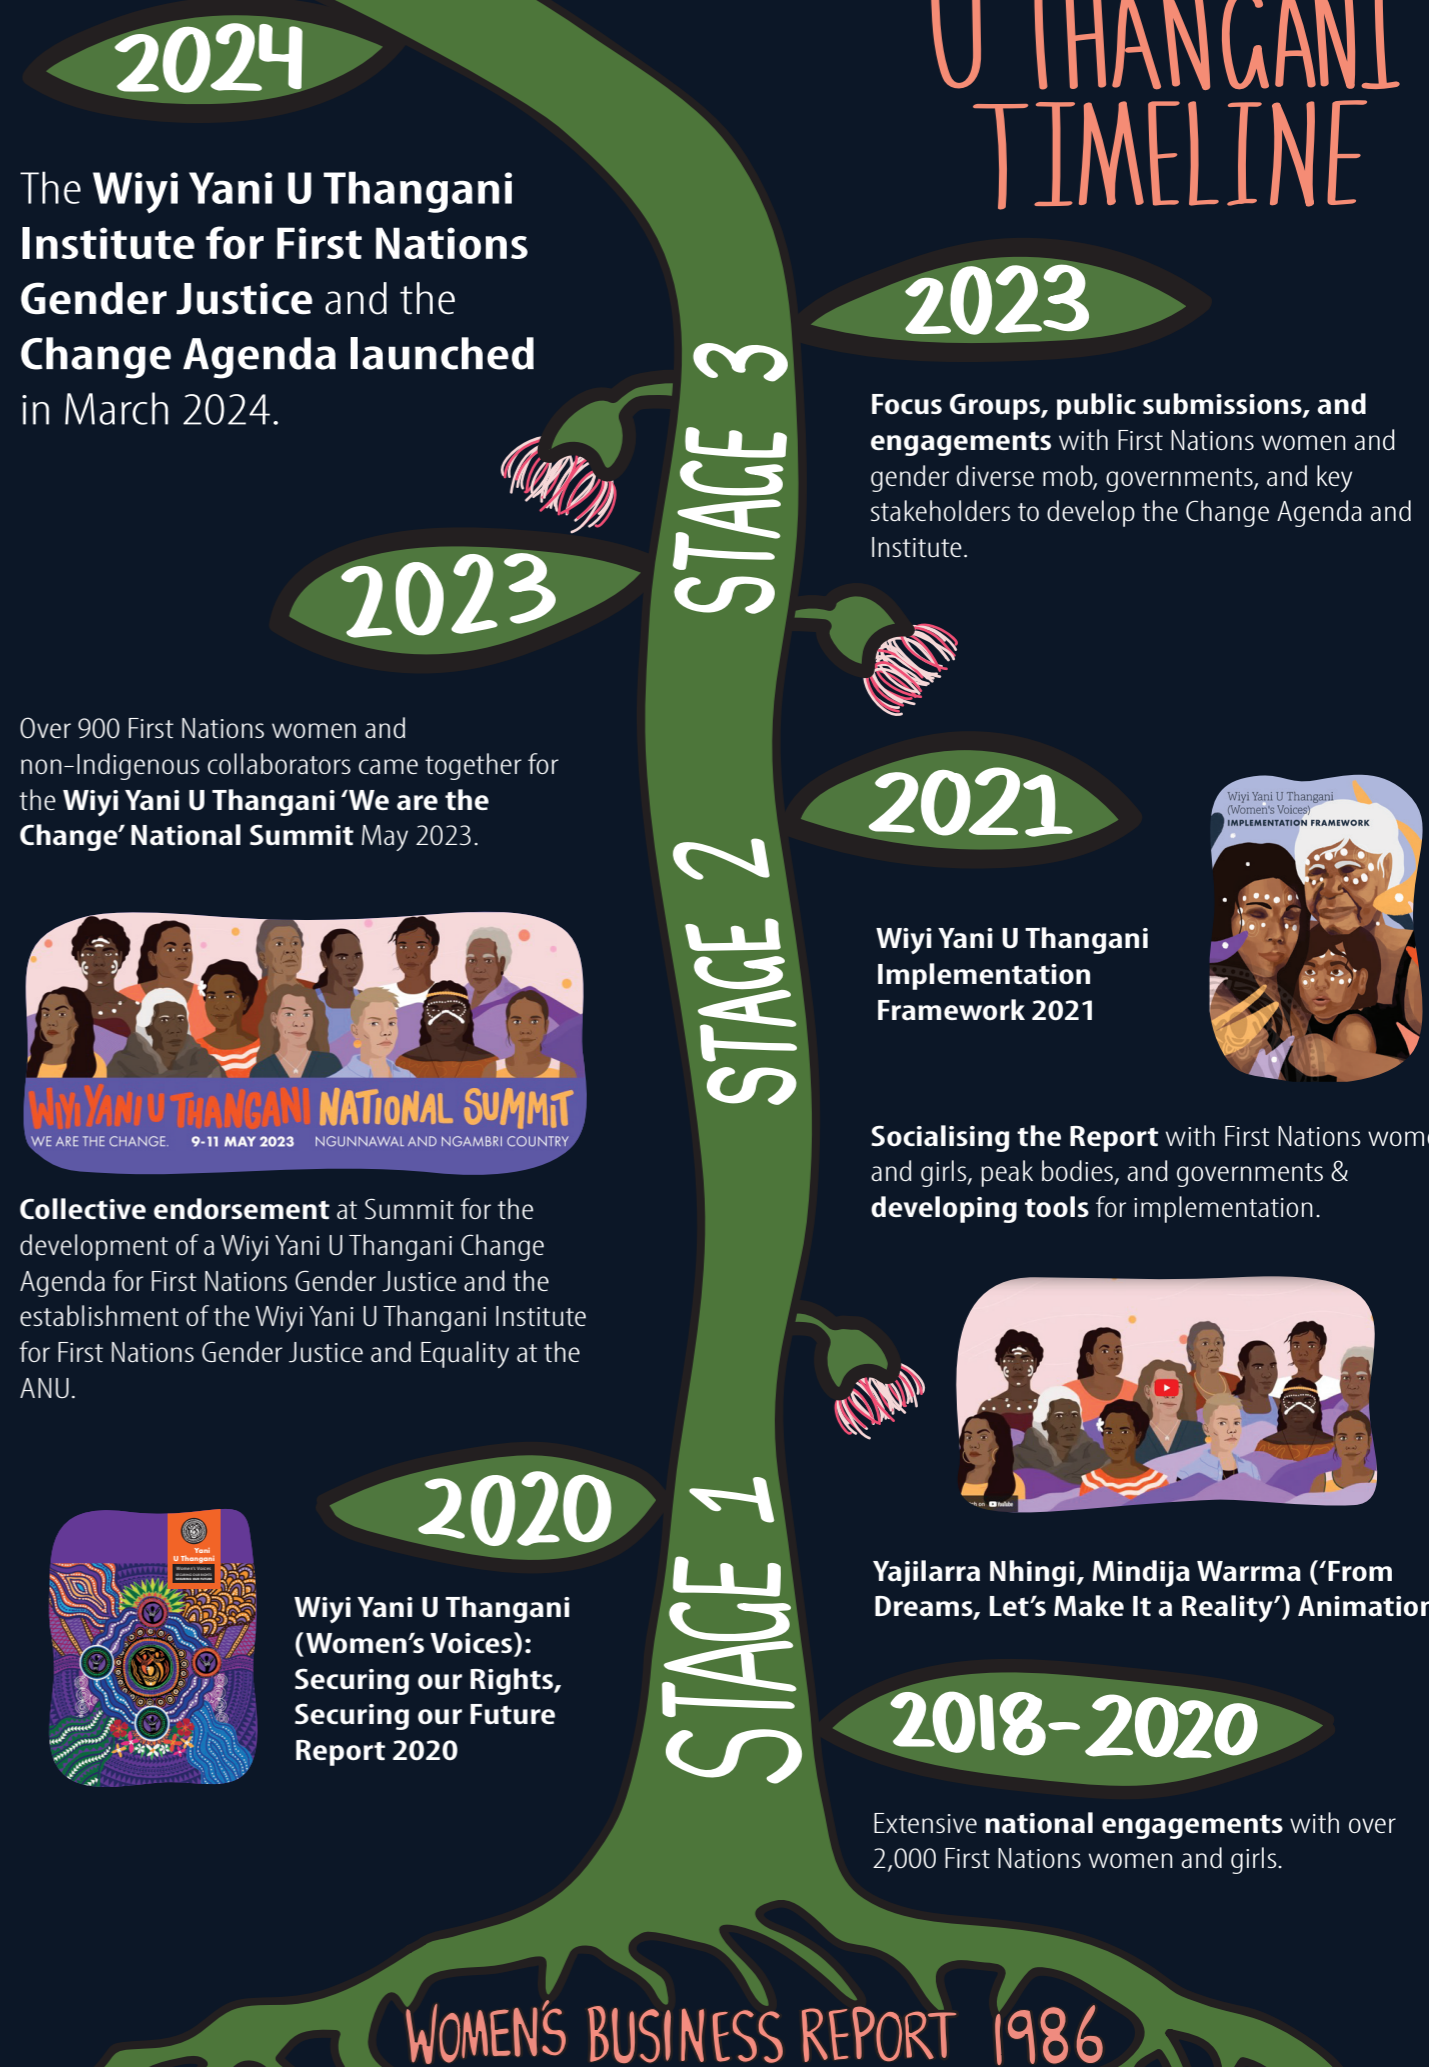 U THANGANI
TIMELINE
2024
The Wiyi Yani U Thangani
Institute for First Nations
Gender Justice and the
Change Agenda launched
in March 2024.
2023
Focus Groups, public submissions, and
engagements with First Nations women and
gender diverse mob, governments, and key
stakeholders to develop the Change Agenda and
Institute.
STAGE 3
2023
Over 900 First Nations women and
non-Indigenous collaborators came together for
the Wiyi Yani U Thangani ‘We are the
Change’ National Summit May 2023.
WIYI YANI U THANGANI NATIONAL SUMMIT
WE ARE THE CHANGE. 9-11 MAY 2023 NGUNNAWAL AND NGAMBRI COUNTRY
Collective endorsement at Summit for the
development of a Wiyi Yani U Thangani Change
Agenda for First Nations Gender Justice and the
establishment of the Wiyi Yani U Thangani Institute
for First Nations Gender Justice and Equality at the
ANU.
STAGE 2
2021
Wiyi Yani U Thangani
(Women's Voices)
IMPLEMENTATION FRAMEWORK
Wiyi Yani U Thangani
Implementation
Framework 2021
Socialising the Report with First Nations wom
and girls, peak bodies, and governments &
developing tools for implementation.
YouTube
Yajilarra Nhingi, Mindija Warrma (‘From
Dreams, Let’s Make It a Reality’) Animation
STAGE 1
2020
Yani
U Thangani
Women's Voices
Wiyi Yani U Thangani
(Women’s Voices):
Securing our Rights,
Securing our Future
Report 2020
2018-2020
Extensive national engagements with over
2,000 First Nations women and girls.
WOMEN'S BUSINESS REPORT 1986